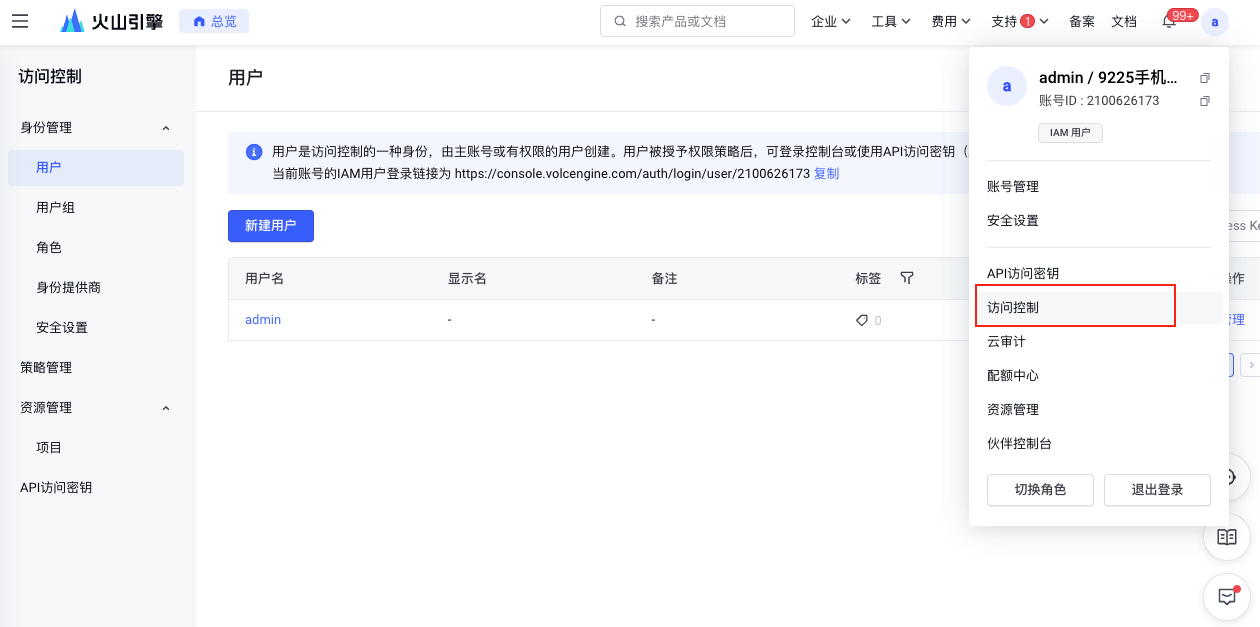 火山引擎
总览
搜索产品或文档
企业
工具
费用
支持 1
备案
文档
99+
a
访问控制
身份管理
用户
用户组
角色
身份提供商
安全设置
策略管理
资源管理
项目
API访问密钥
用户
用户是访问控制的一种身份，由主账号或有权限的用户创建。用户被授予权限策略后，可登录控制台或使用API访问密钥（
当前账号的IAM用户登录链接为 https://console.volcengine.com/auth/login/user/2100626173 复制
新建用户
用户名 显示名 备注 标签
admin - - 0
a
admin / 9225手机...
账号ID : 2100626173
IAM 用户
账号管理
安全设置
API访问密钥
访问控制
云审计
配额中心
资源管理
伙伴控制台
切换角色
退出登录